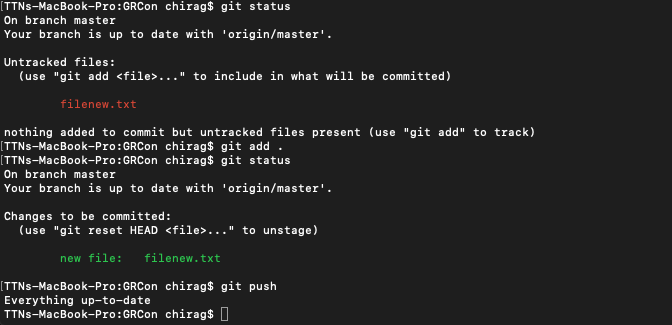 [TTNs-MacBook-Pro:GRCon chirag$ git status
On branch master
Your branch is up to date with 'origin/master'.
Untracked files:
(use "git add <file>..." to include in what will be committed)
filenew.txt
nothing added to commit but untracked files present (use "git add" to track)
[TTNs-MacBook-Pro:GRCon chirag$ git add .
[TTNs-MacBook-Pro:GRCon chirag$ git status
On branch master
Your branch is up to date with 'origin/master'.
Changes to be committed:
(use "git reset HEAD <file>..." to unstage)
new file:   filenew.txt
[TTNs-MacBook-Pro:GRCon chirag$ git push
Everything up-to-date
TTNs-MacBook-Pro:GRCon chirag$